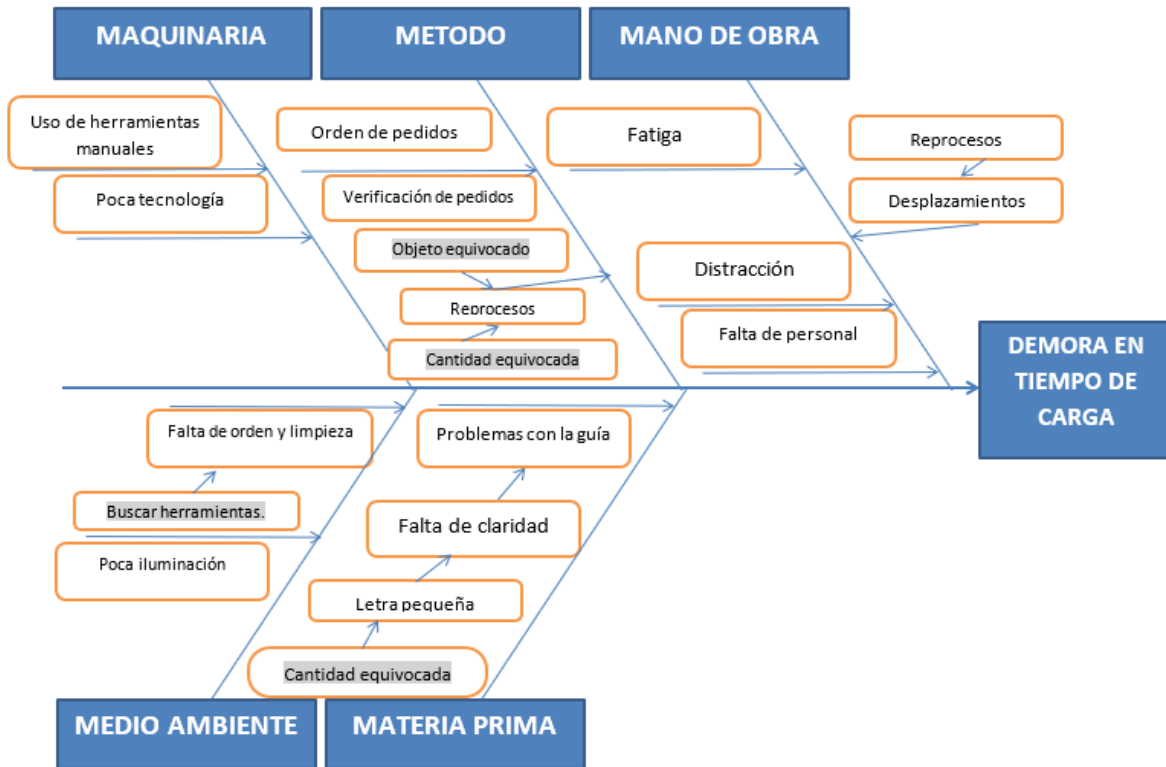 MAQUINARIA
METODO
MANO DE OBRA
Uso de herramientas
manuales
Poca tecnología
Orden de pedidos
Verificación de pedidos
Objeto equivocado
Reprocesos
Cantidad equivocada
Fatiga
Reprocesos
Desplazamientos
Distracción
Falta de personal
DEMORA EN
TIEMPO DE
CARGA
Falta de orden y limpieza
Buscar herramientas.
Poca iluminación
Problemas con la guía
Falta de claridad
Letra pequeña
Cantidad equivocada
MEDIO AMBIENTE
MATERIA PRIMA